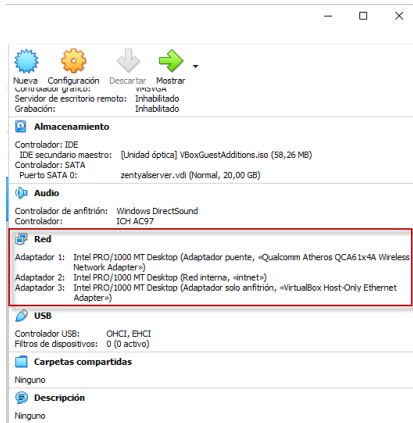 Nueva Configuración Descartar Mostrar
Controlador gráfico: VMSVGA
Servidor de escritorio remoto: Inhabilitado
Grabación: Inhabilitado
Almacenamiento
Controlador: IDE
IDE secundario maestro: [Unidad óptica] VBoxGuestAdditions.iso (58,26 MB)
Controlador: SATA
Puerto SATA 0: zentyalserver.vdi (Normal, 20,00 GB)
Audio
Controlador de anfitrión: Windows DirectSound
Controlador: ICH AC97
Red
Adaptador 1: Intel PRO/1000 MT Desktop (Adaptador puente, «Qualcomm Atheros QCA61x4A Wireless
Network Adapter»)
Adaptador 2: Intel PRO/1000 MT Desktop (Red interna, «intnet»)
Adaptador 3: Intel PRO/1000 MT Desktop (Adaptador solo anfitrión, «VirtualBox Host-Only Ethernet
Adapter»)
USB
Controlador USB: OHCI, EHCI
Filtros de dispositivos: 0 (0 activo)
Carpetas compartidas
Ninguno
Descripción
Ninguno